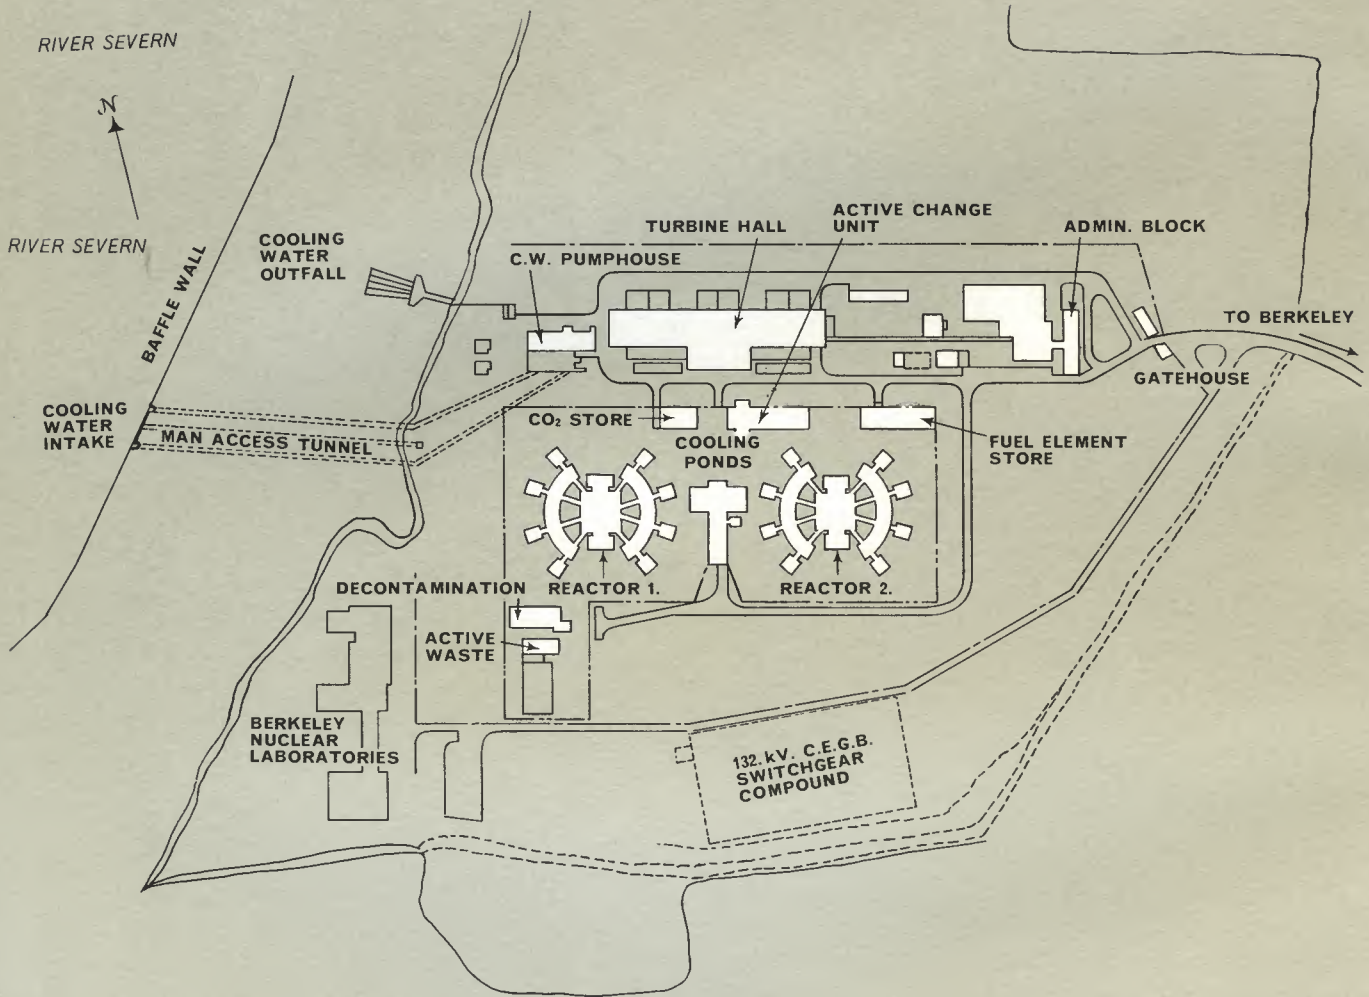 RIVER SEVERN
N
RIVER SEVERN
BAFFLE WALL
COOLING
WATER
OUTFALL
C.W. PUMPHOUSE
TURBINE HALL
ACTIVE CHANGE
UNIT
ADMIN. BLOCK
TO BERKELEY
GATEHOUSE
COOLING
WATER
INTAKE
MAN ACCESS TUNNEL
CO₂ STORE
COOLING
PONDS
FUEL ELEMENT
STORE
DECONTAMINATION
REACTOR 1.
REACTOR 2.
ACTIVE
WASTE
BERKELEY
NUCLEAR
LABORATORIES
132.kV. C.E.G.B.
SWITCHGEAR
COMPOUND